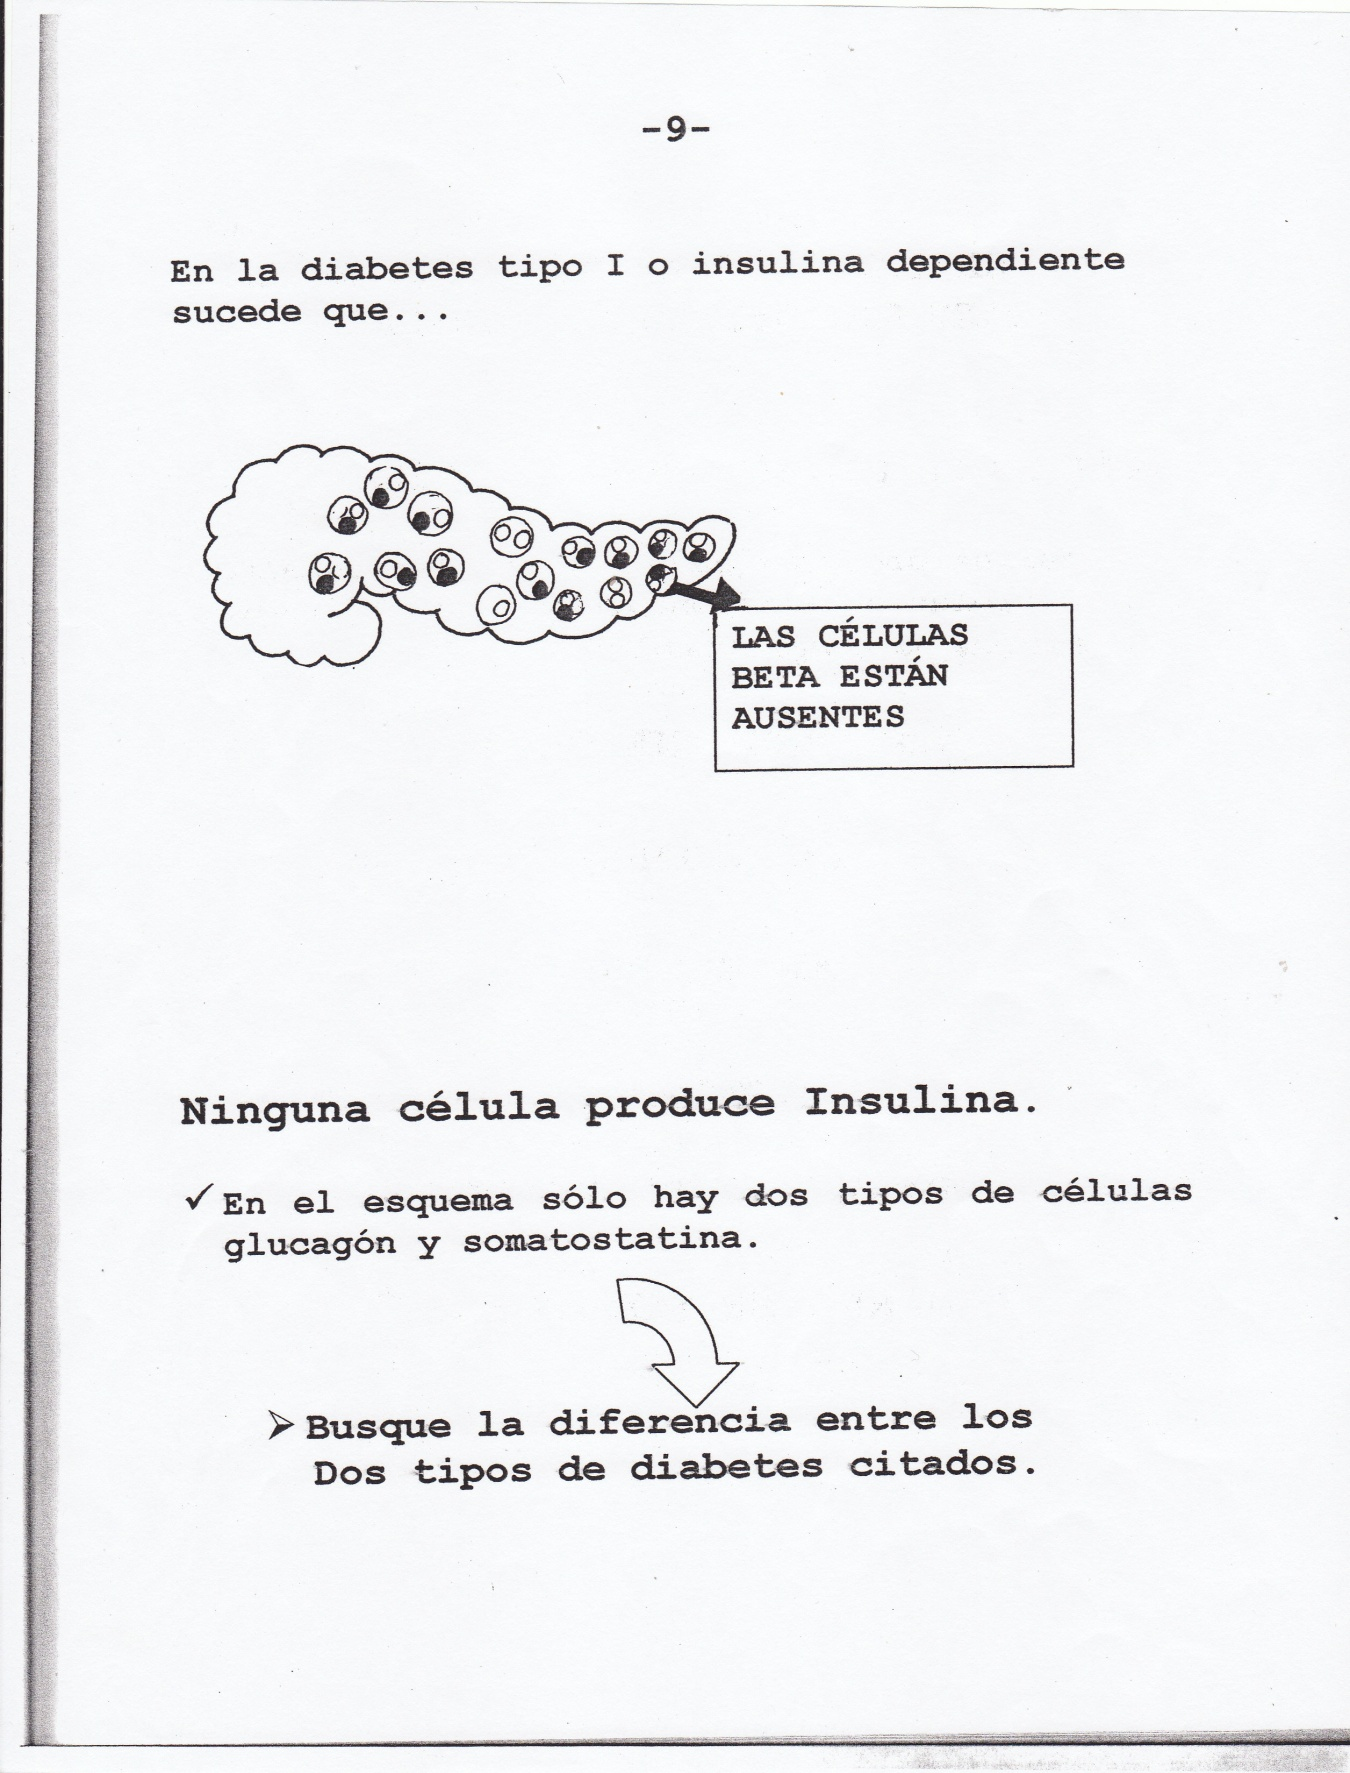 -9-
En la diabetes tipo I o insulina dependiente
sucede que...
LAS CÉLULAS
BETA ESTÁN
AUSENTES
Ninguna célula produce Insulina.
✓ En el esquema sólo hay dos tipos de células
glucagón y somatostatina.
➢ Busque la diferencia entre los
Dos tipos de diabetes citados.